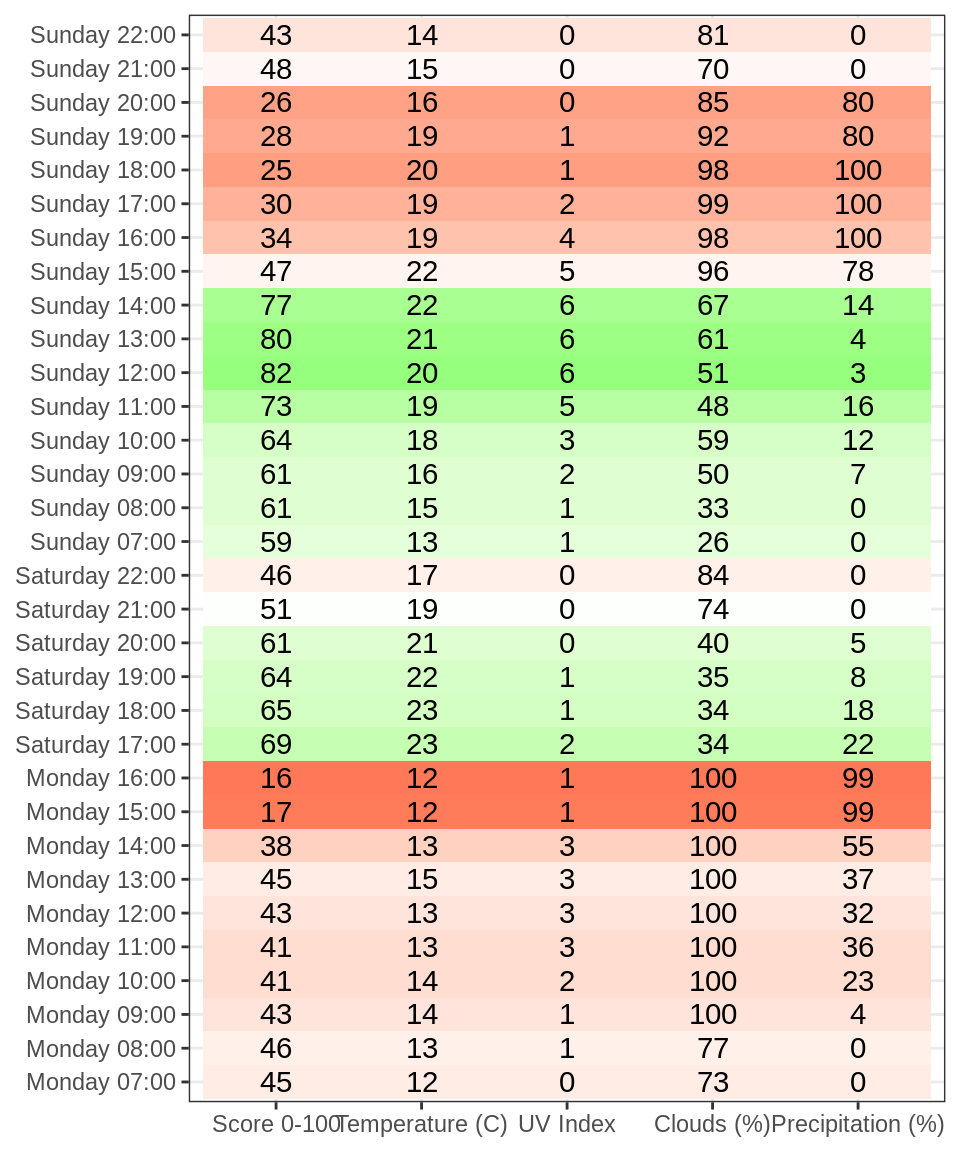 Sunday 22:00 43 14 0 81 0
Sunday 21:00 48 15 0 70 0
Sunday 20:00 26 16 0 85 80
Sunday 19:00 28 19 1 92 80
Sunday 18:00 25 20 1 98 100
Sunday 17:00 30 19 2 99 100
Sunday 16:00 34 19 4 98 100
Sunday 15:00 47 22 5 96 78
Sunday 14:00 77 22 6 67 14
Sunday 13:00 80 21 6 61 4
Sunday 12:00 82 20 6 51 3
Sunday 11:00 73 19 5 48 16
Sunday 10:00 64 18 3 59 12
Sunday 09:00 61 16 2 50 7
Sunday 08:00 61 15 1 33 0
Sunday 07:00 59 13 1 26 0
Saturday 22:00 46 17 0 84 0
Saturday 21:00 51 19 0 74 0
Saturday 20:00 61 21 0 40 5
Saturday 19:00 64 22 1 35 8
Saturday 18:00 65 23 1 34 18
Saturday 17:00 69 23 2 34 22
Monday 16:00 16 12 1 100 99
Monday 15:00 17 12 1 100 99
Monday 14:00 38 13 3 100 55
Monday 13:00 45 15 3 100 37
Monday 12:00 43 13 3 100 32
Monday 11:00 41 13 3 100 36
Monday 10:00 41 14 2 100 23
Monday 09:00 43 14 1 100 4
Monday 08:00 46 13 1 77 0
Monday 07:00 45 12 0 73 0
Score 0-100 Temperature (C) UV Index Clouds (%) Precipitation (%)